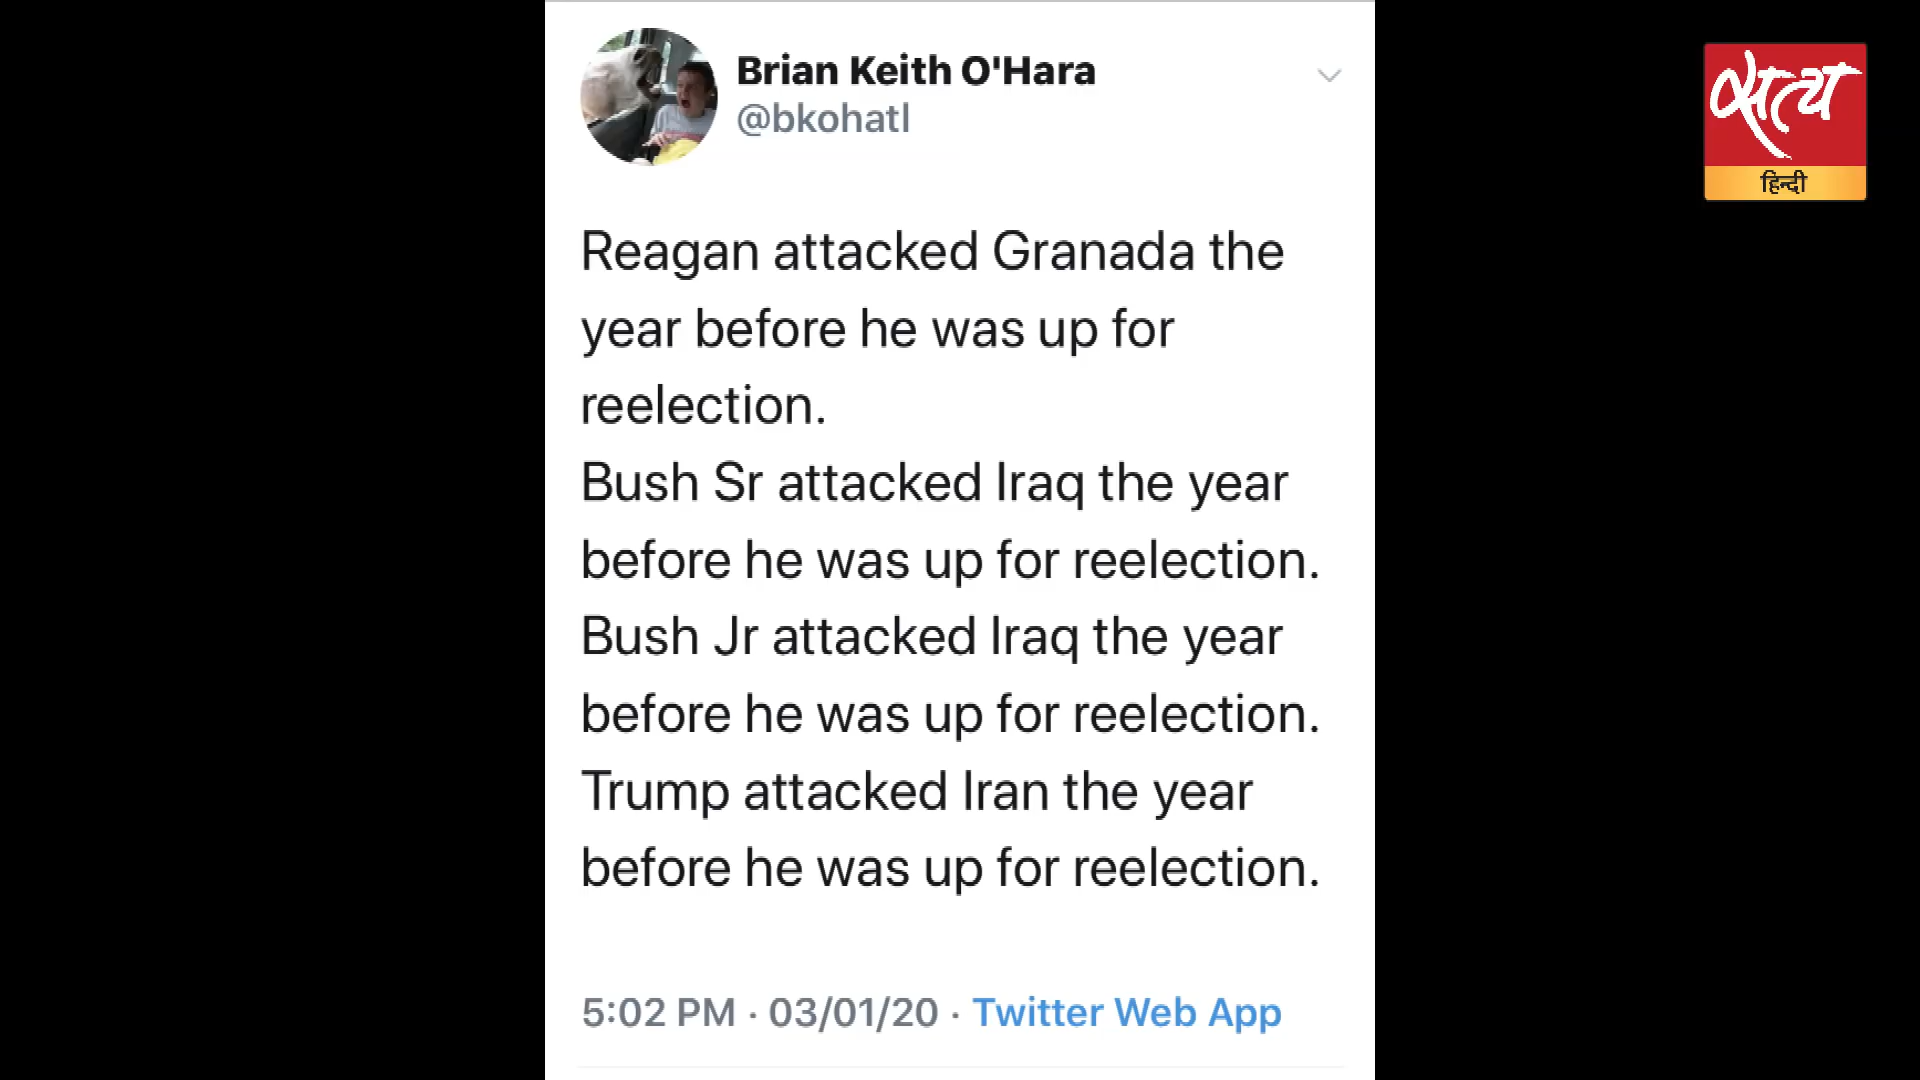 Brian Keith O'Hara
@bkohatl
सत्य
हिन्दी
Reagan attacked Granada the
year before he was up for
reelection.
Bush Sr attacked Iraq the year
before he was up for reelection.
Bush Jr attacked Iraq the year
before he was up for reelection.
Trump attacked Iran the year
before he was up for reelection.
5:02 PM · 03/01/20 · Twitter Web App